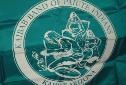 KAIBAB BAND OF PAIUTE INDIANS
KAIBAB ARIZONA